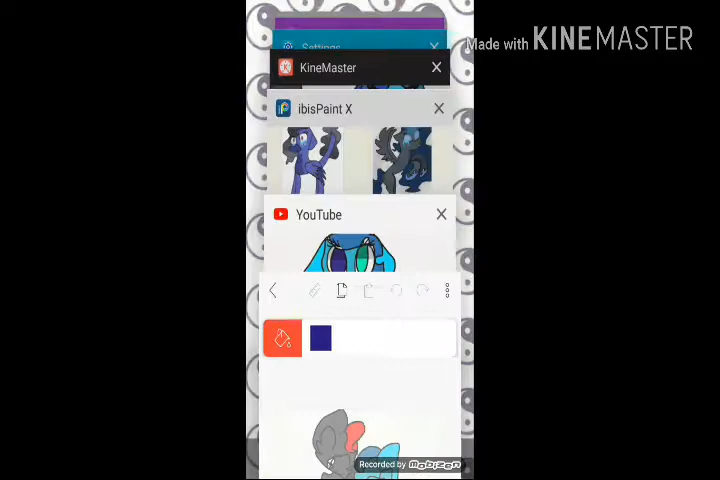 Settings
Made with KINEMASTER
KineMaster
ibisPaint X
YouTube
Recorded by mobizen